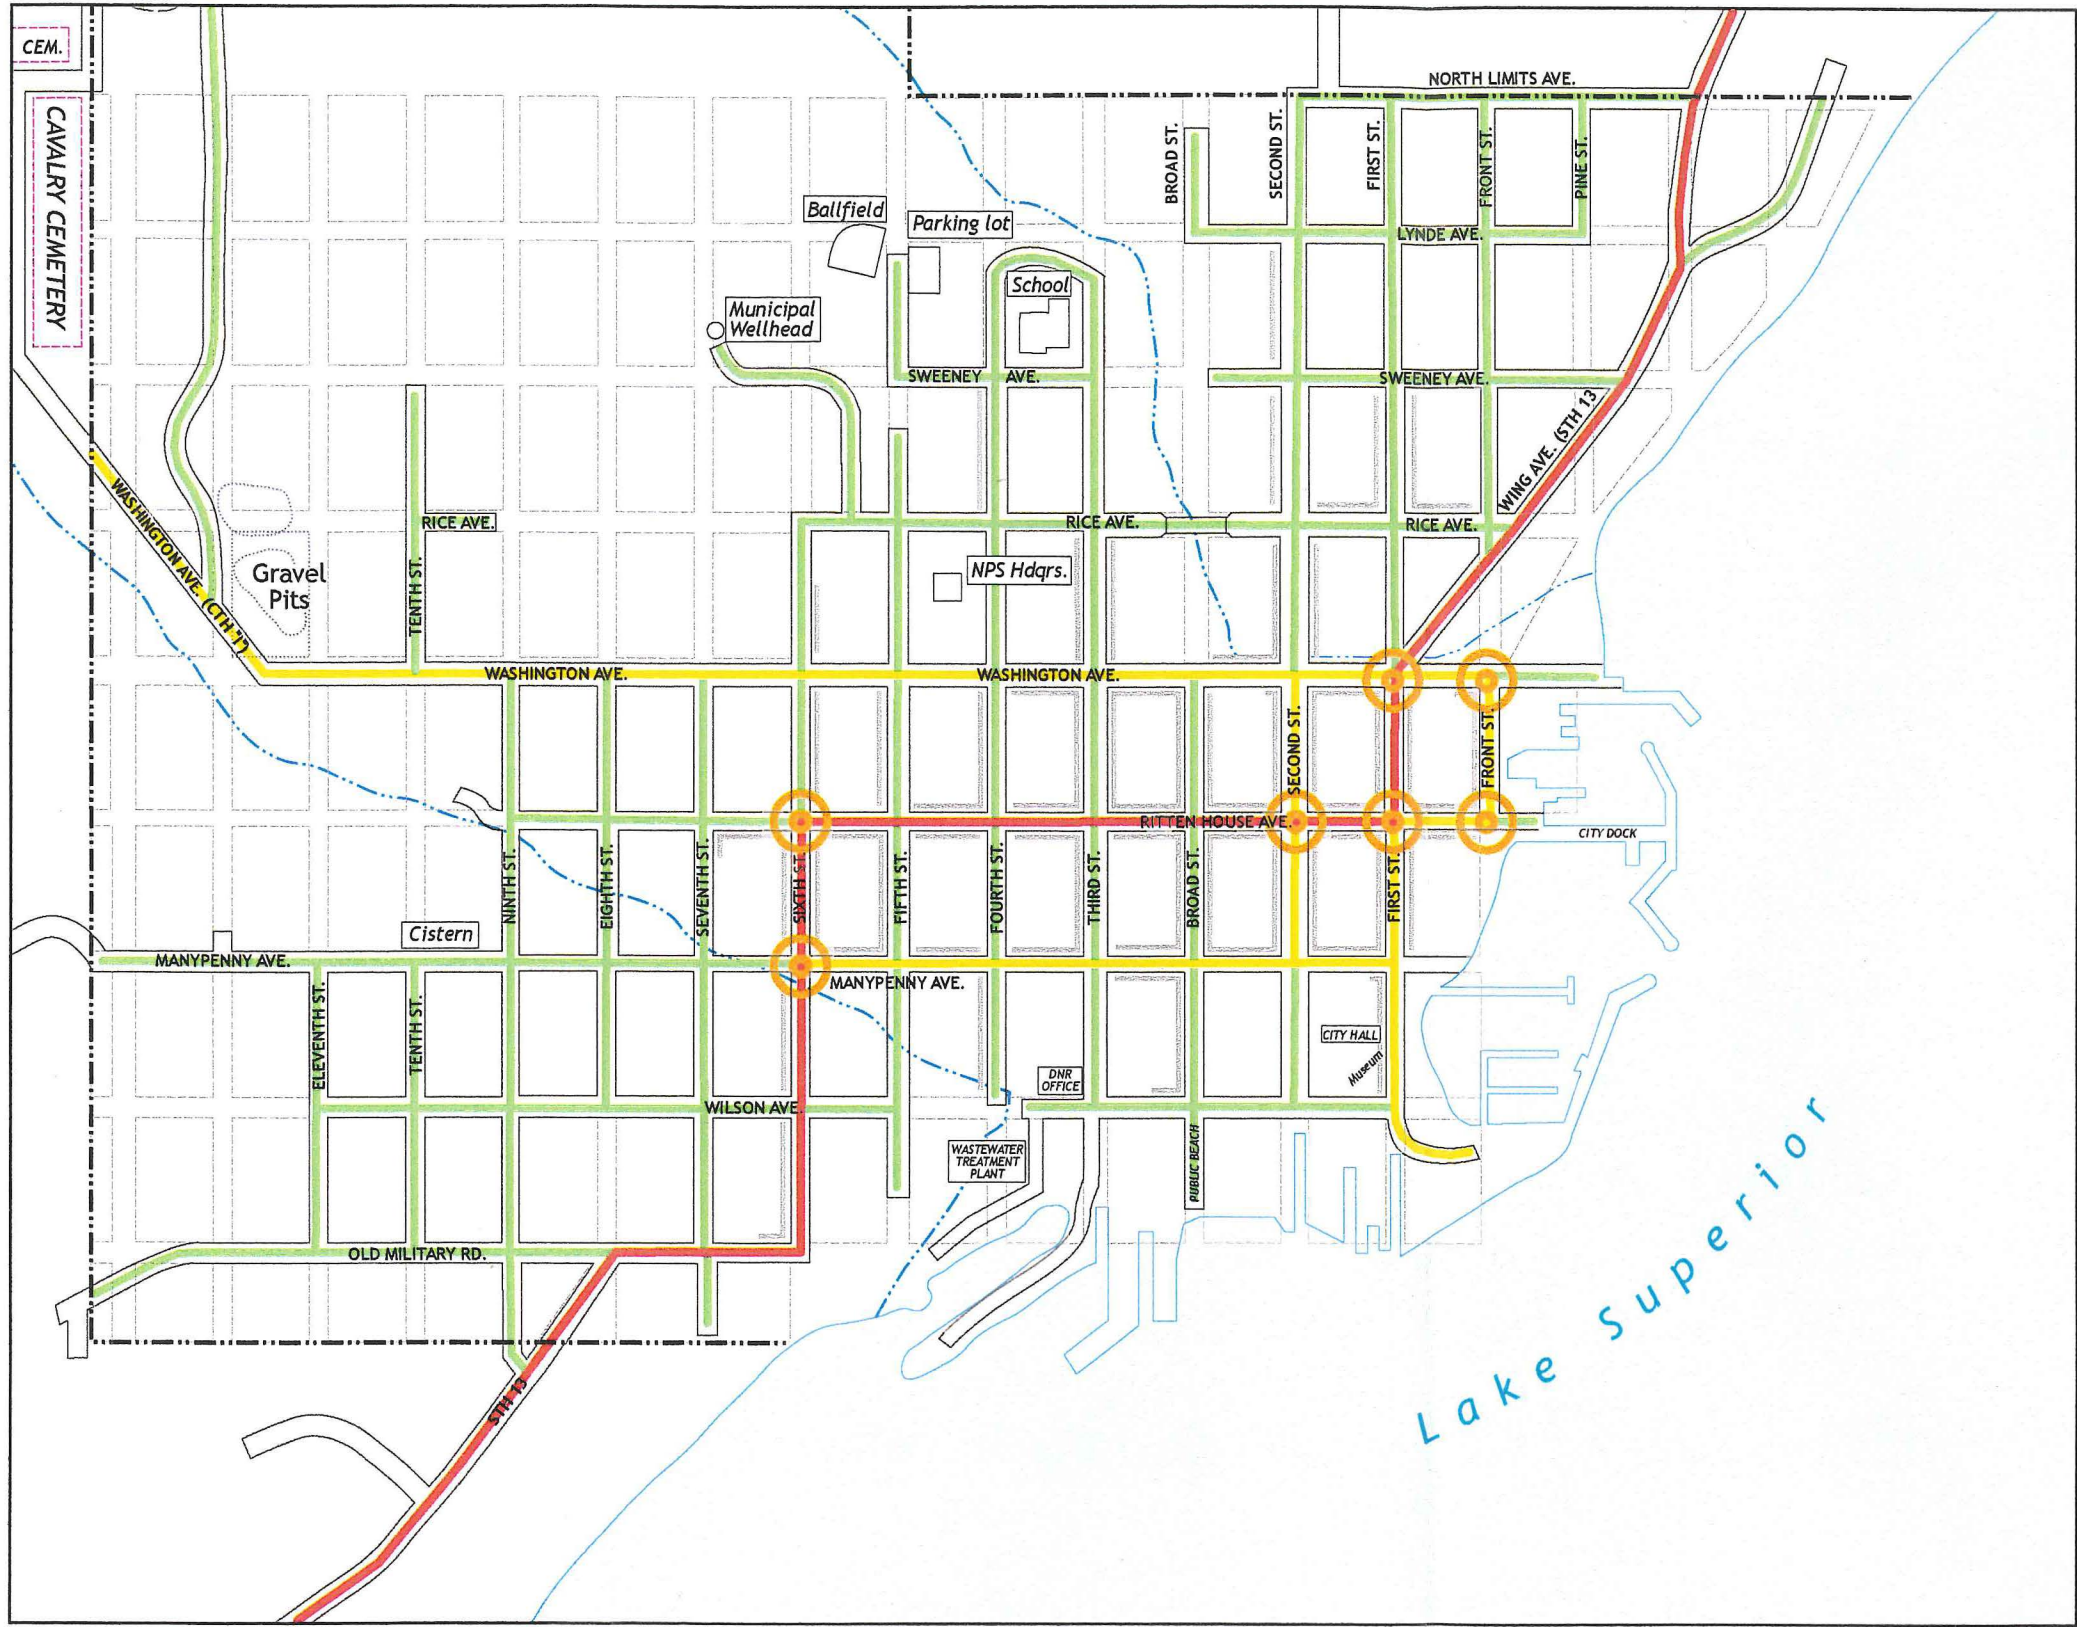 CEM.
NORTH LIMITS AVE.
CAVALRY CEMETERY
BROAD ST.
SECOND ST.
FIRST ST.
FRONT ST.
PINE ST.
Ballfield
Parking lot
LYNDE AVE.
School
Municipal
Wellhead
SWEENEY AVE.
SWEENEY AVE.
WING AVE. (STH 13
WASHINGTON AVE. (CTH 'I')
RICE AVE.
RICE AVE.
RICE AVE.
Gravel
Pits
TENTH ST.
NPS Hdqrs.
WASHINGTON AVE.
WASHINGTON AVE.
SECOND ST.
FRONT ST.
RITTEN HOUSE AVE.
CITY DOCK
NINTH ST.
EIGHTH ST.
SEVENTH ST.
SIXTH ST.
FIFTH ST.
FOURTH ST.
THIRD ST.
BROAD ST.
FIRST ST.
Cistern
MANYPENNY AVE.
MANYPENNY AVE.
ELEVENTH ST.
TENTH ST.
CITY HALL
Museum
DNR
OFFICE
WILSON AVE.
WASTEWATER
TREATMENT
PLANT
PUBLIC BEACH
OLD MILITARY RD.
Lake Superior
STH 13